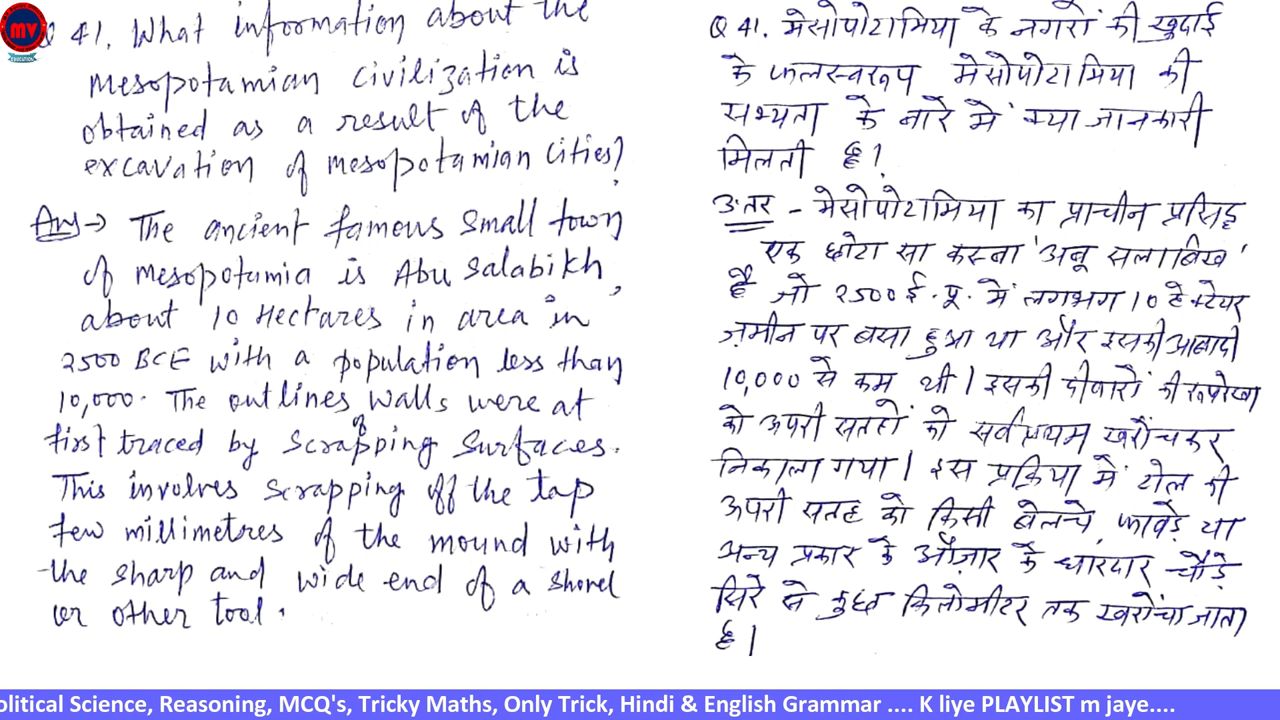 mv
EDUCATION
Q 41. What information about the
mesopotamian civilization is
obtained as a result of the
excavation of mesopotamian cities?
Ans → The ancient famous small town
of mesopotamia is Abu Salabikh,
about 10 Hectares in area in
2500 BCE with a population less than
10,000. The outlines of walls were at
first traced by scrapping surfaces.
This involves scrapping off the tap
few millimetres of the mound with
the sharp and wide end of a shovel
or other tool.
Q 41. मेसोपोटामिया के नगरों की खुदाई
के फलस्वरूप मेसोपोटामिया की
सभ्यता के बारे में क्या जानकारी
मिलती है?
उत्तर - मेसोपोटामिया का प्राचीन प्रसिद्ध
एक छोटा सा कस्बा 'अबू सलाबिख'
है जो 2500 ई. पू. में लगभग 10 हेक्टेयर
ज़मीन पर बसा हुआ था और इसकी आबादी
10,000 से कम थी। इसकी दीवारों की रूपरेखा
को ऊपरी सतहों को सर्वप्रथम खरोंचकर
निकाला गया। इस प्रक्रिया में टीले की
ऊपरी सतह को किसी बेलचे, फावड़े या
अन्य प्रकार के औज़ार के धारदार चौड़े
सिरे से कुछ किलोमीटर तक खरोंचा जाता
है।
olitical Science, Reasoning, MCQ's, Tricky Maths, Only Trick, Hindi & English Grammar .... K liye PLAYLIST m jaye....